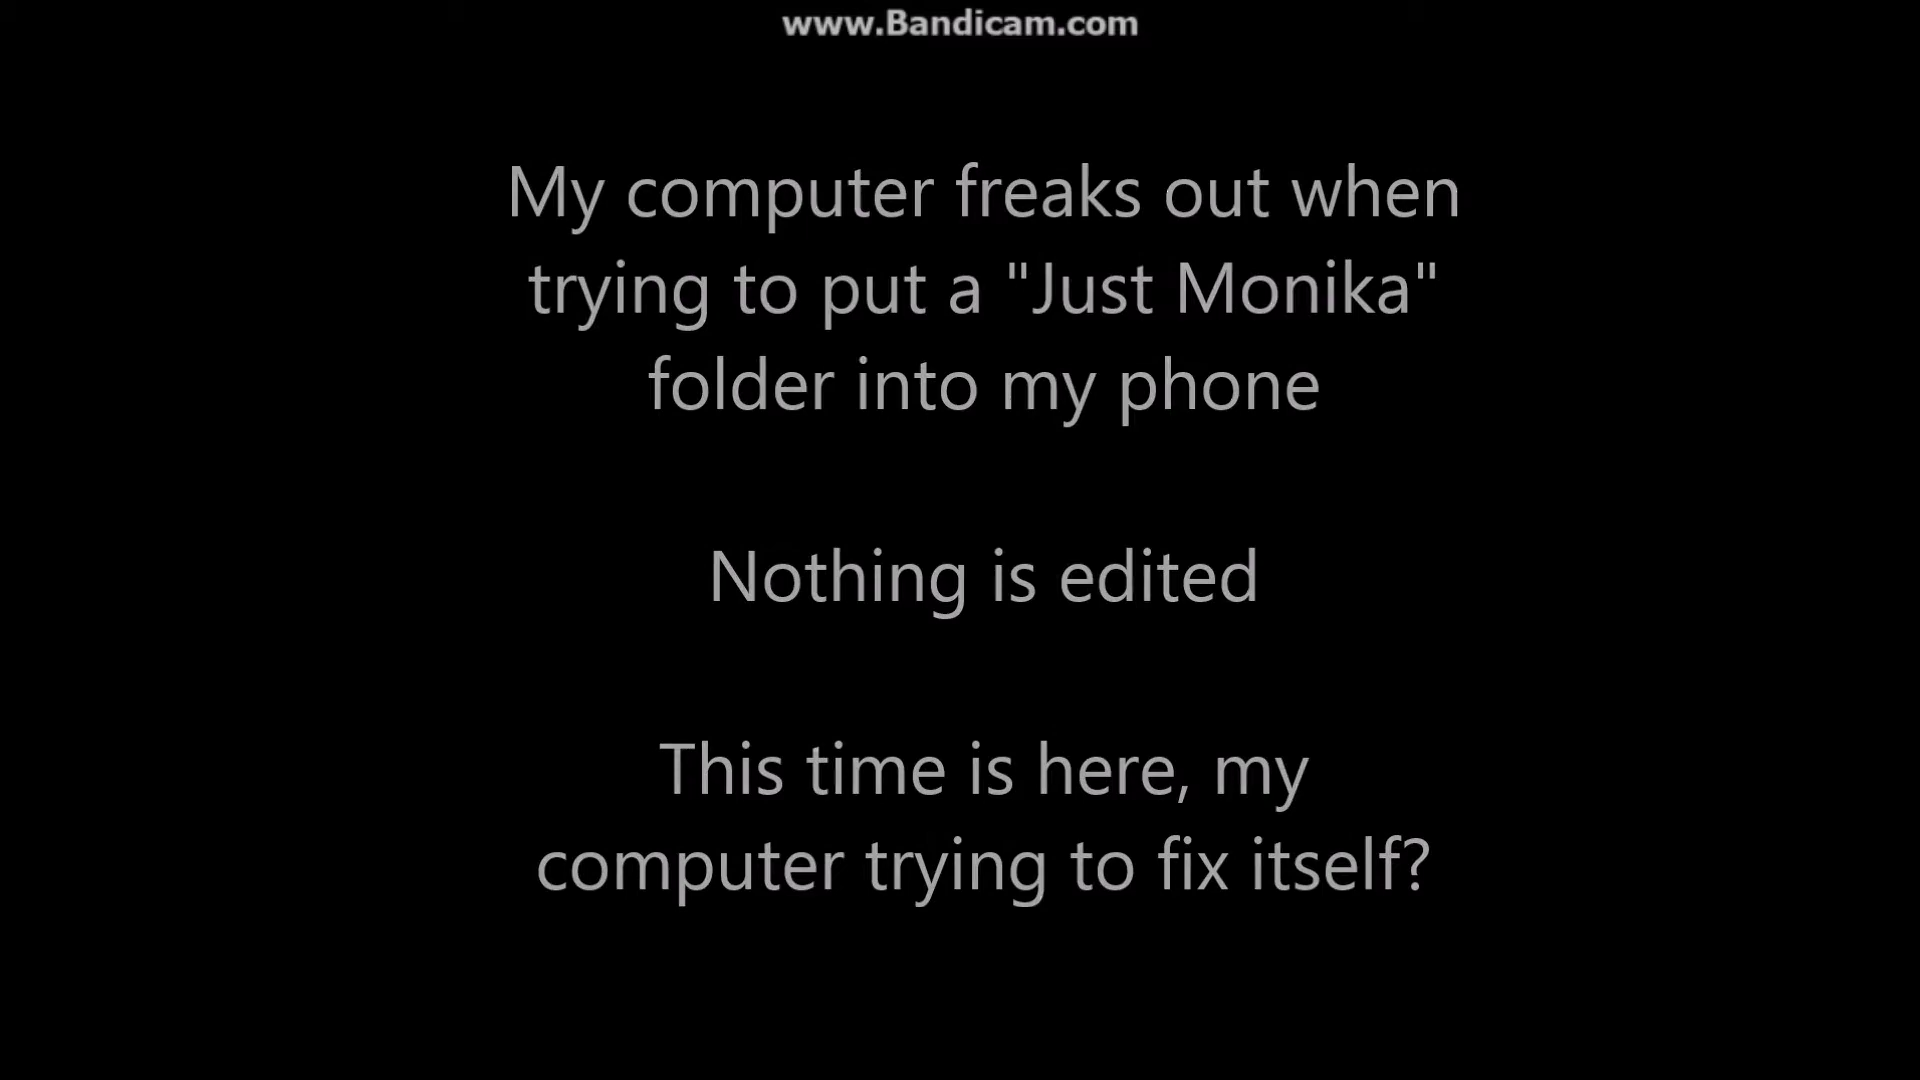 www.Bandicam.com
My computer freaks out when
trying to put a "Just Monika"
folder into my phone
Nothing is edited
This time is here, my
computer trying to fix itself?